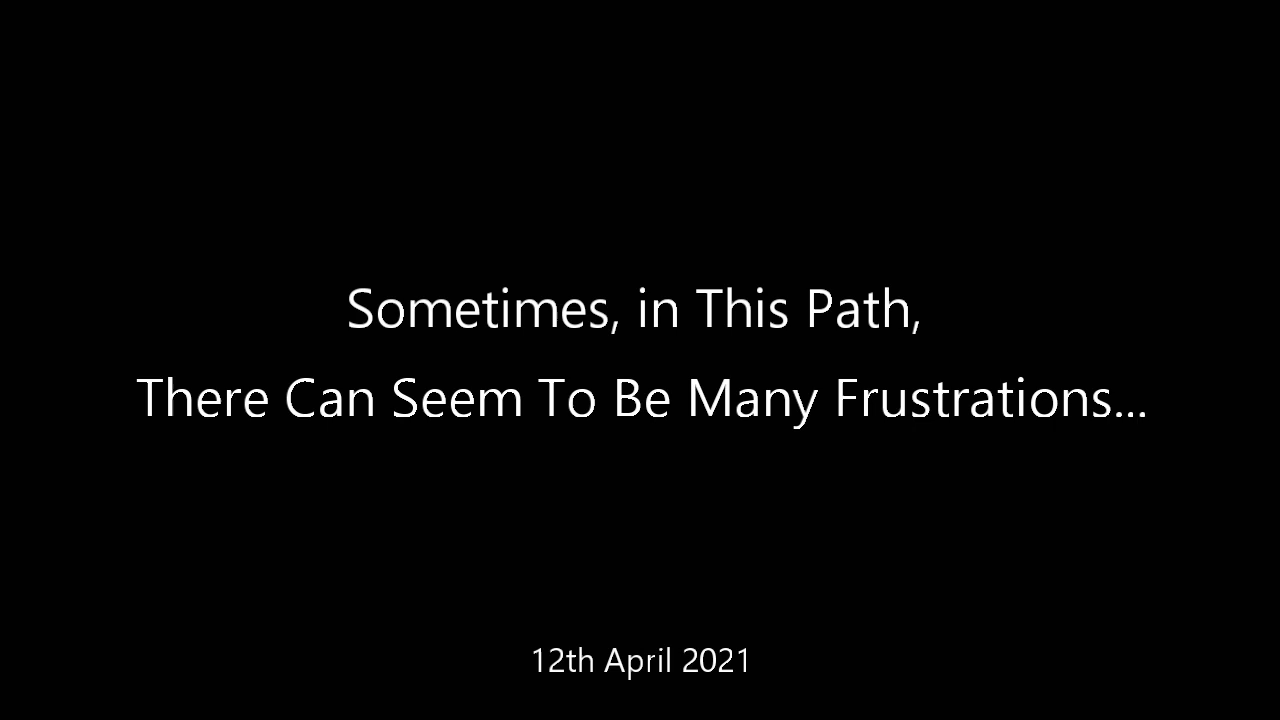 Sometimes, in This Path,
There Can Seem To Be Many Frustrations...
12th April 2021